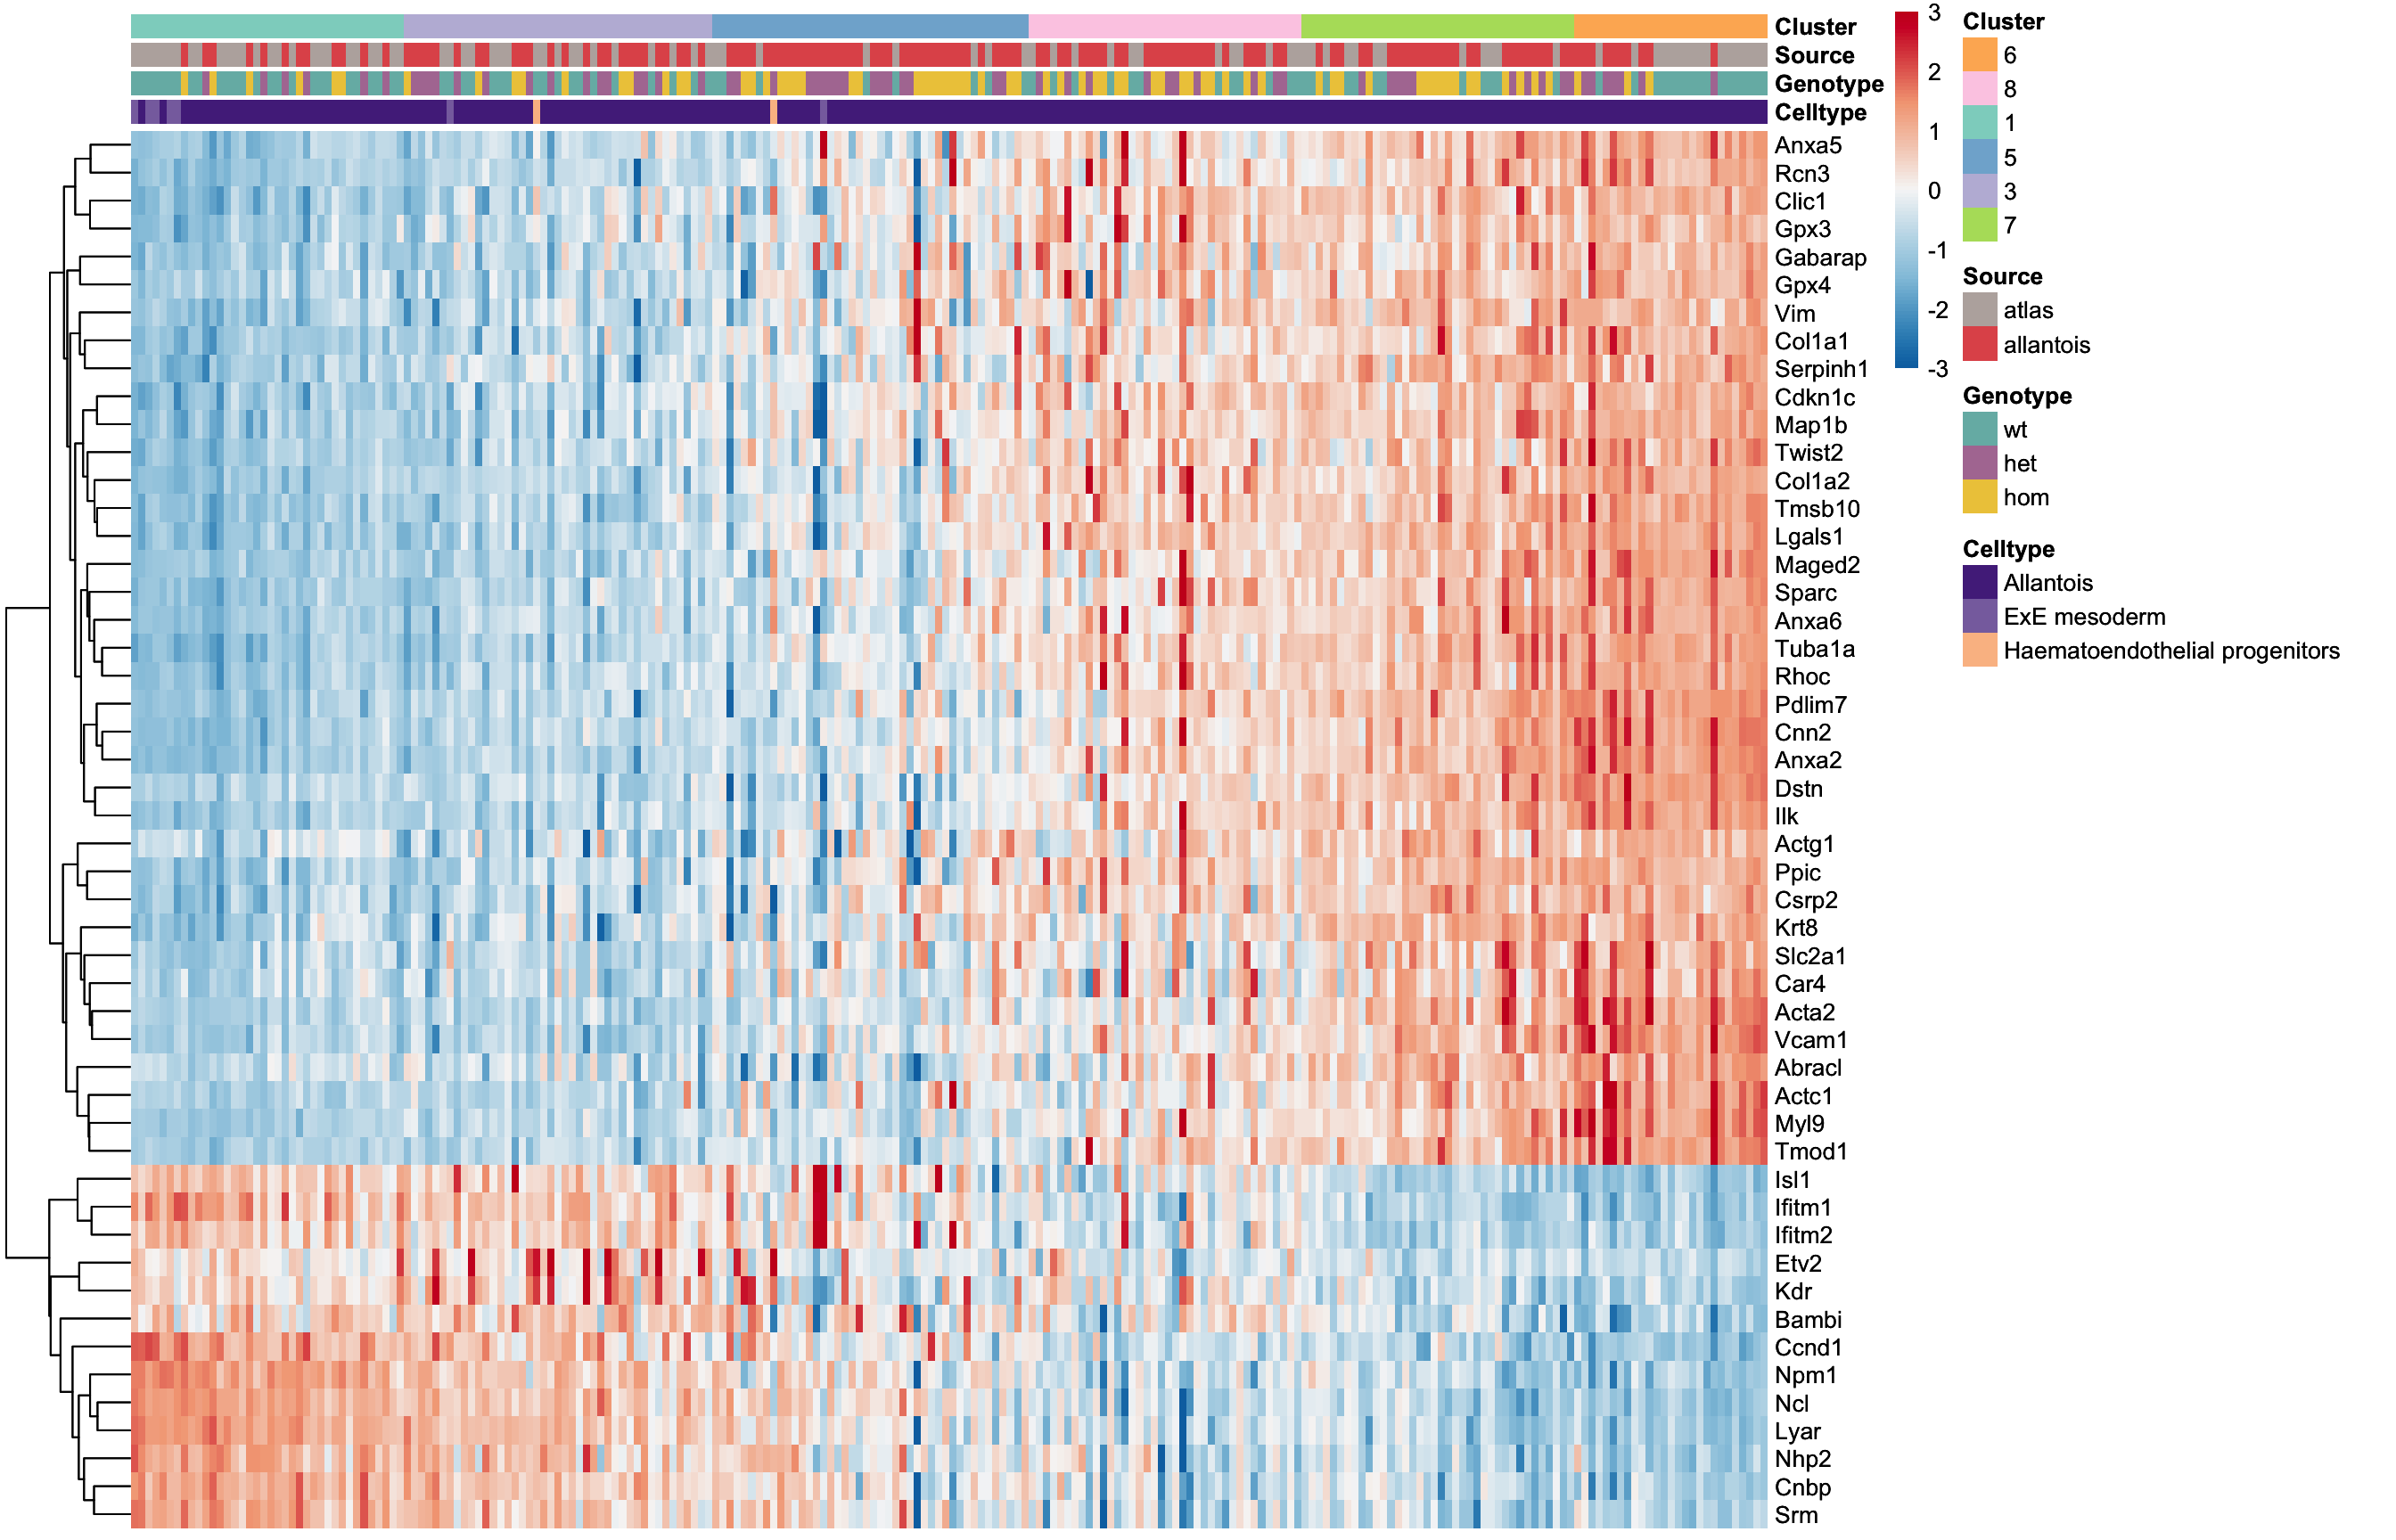 Cluster
Source
Genotype
Celltype
Anxa5
Rcn3
Clic1
Gpx3
Gabarap
Gpx4
Vim
Col1a1
Serpinh1
Cdkn1c
Map1b
Twist2
Col1a2
Tmsb10
Lgals1
Maged2
Sparc
Anxa6
Tuba1a
Rhoc
Pdlim7
Cnn2
Anxa2
Dstn
Ilk
Actg1
Ppic
Csrp2
Krt8
Slc2a1
Car4
Acta2
Vcam1
Abracl
Actc1
Myl9
Tmod1
Isl1
Ifitm1
Ifitm2
Etv2
Kdr
Bambi
Ccnd1
Npm1
Ncl
Lyar
Nhp2
Cnbp
Srm
3
2
1
0
-1
-2
-3
Cluster
6
8
1
5
3
7
Source
atlas
allantois
Genotype
wt
het
hom
Celltype
Allantois
ExE mesoderm
Haematoendothelial progenitors